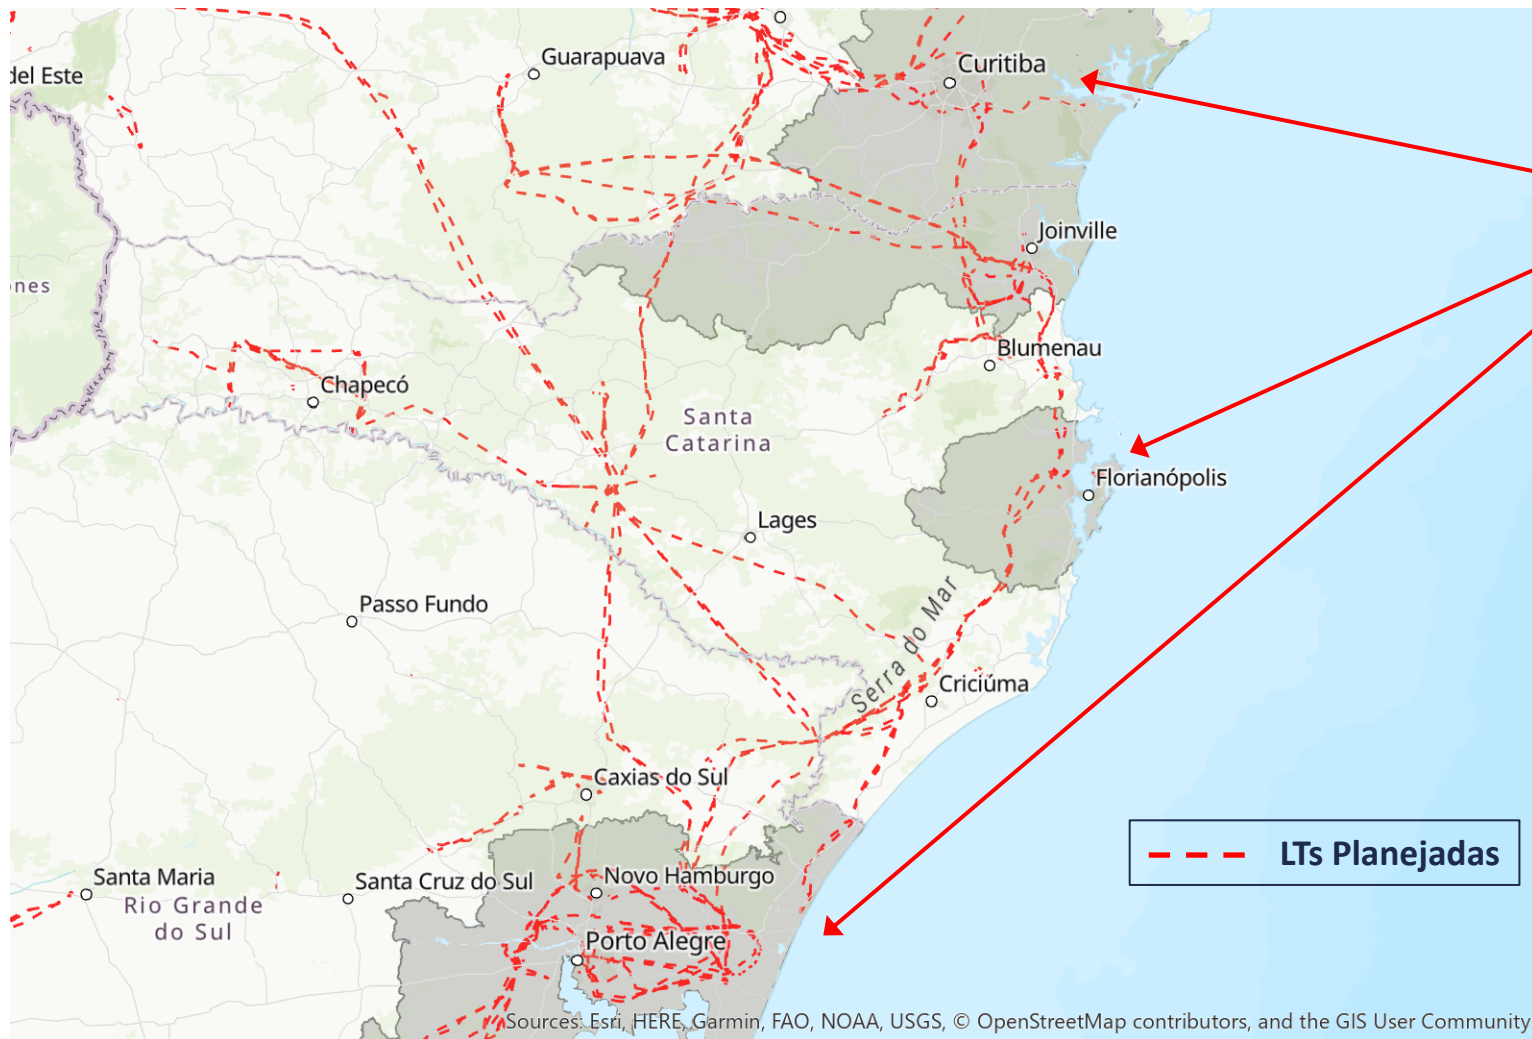 Guarapuava
Curitiba
del Este
Joinville
ones
Blumenau
Chapecó
Santa
Catarina
Florianópolis
Lages
Passo Fundo
Serra do Mar
Criciúma
Caxias do Sul
LTs Planejadas
Santa Maria
Santa Cruz do Sul
Novo Hamburgo
Rio Grande
do Sul
Porto Alegre
Sources: Esri, HERE, Garmin, FAO, NOAA, USGS, © OpenStreetMap contributors, and the GIS User Community